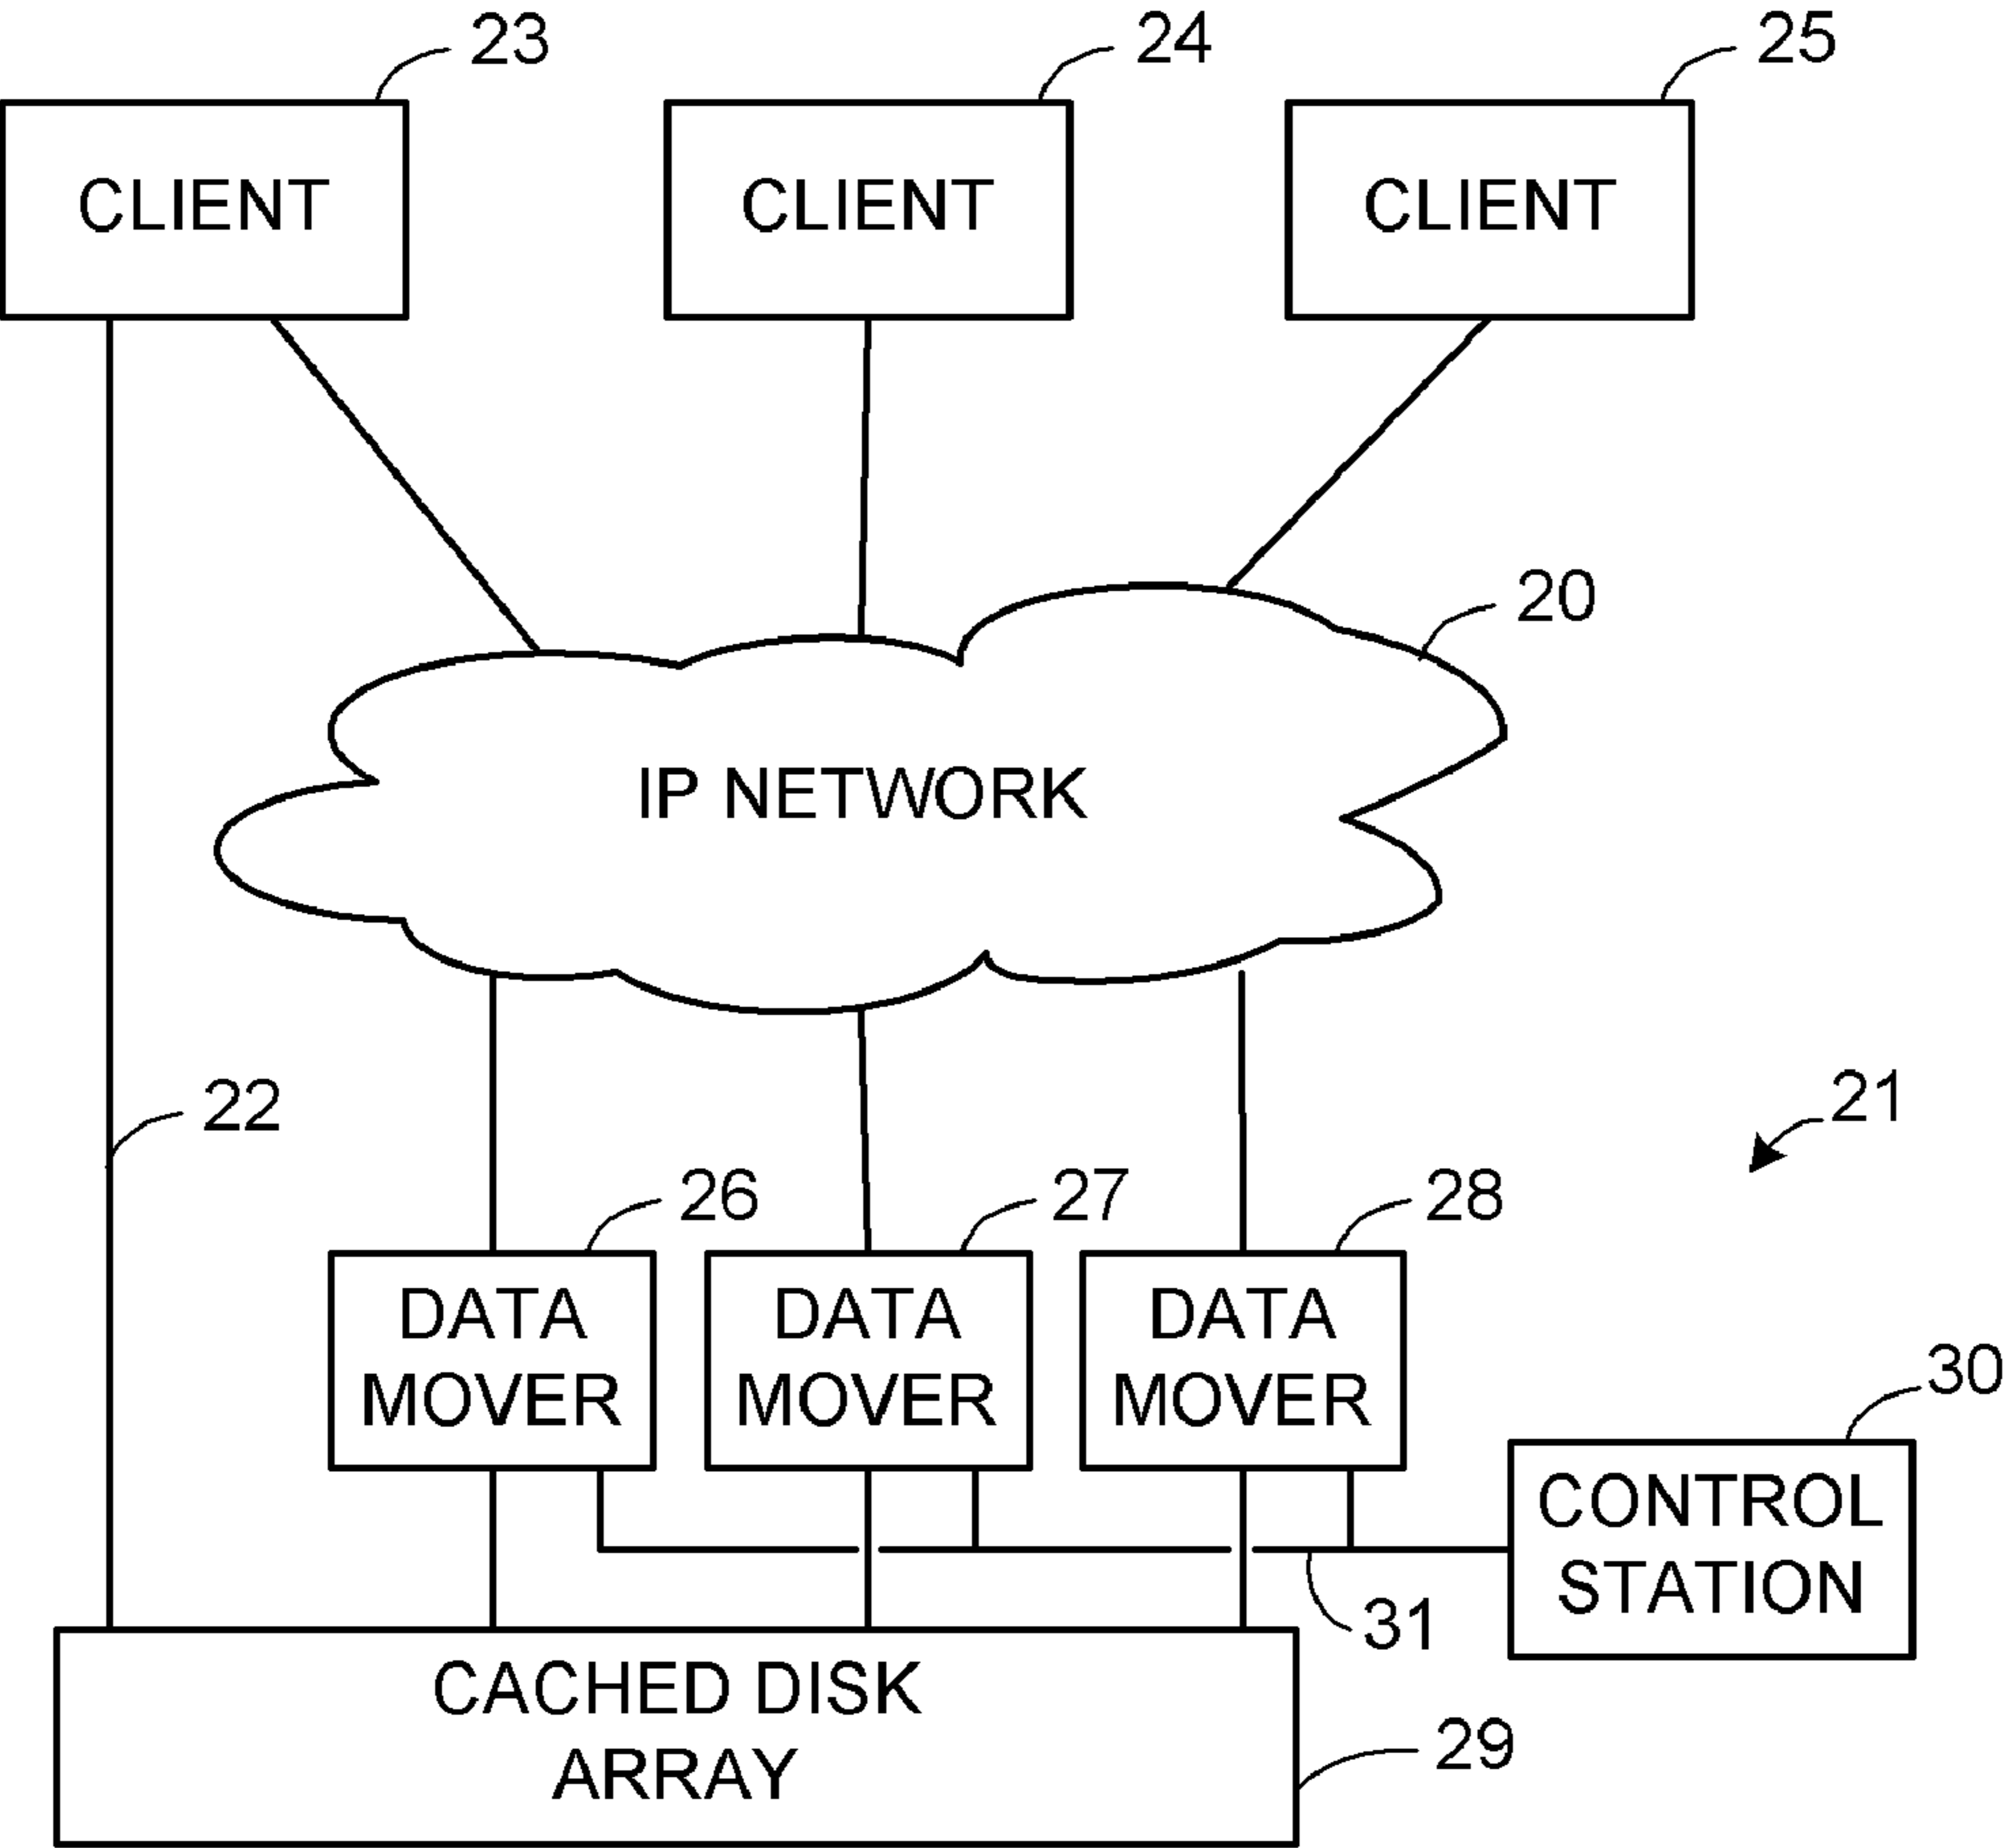 23
24
25
CLIENT
CLIENT
CLIENT
20
IP NETWORK
22
21
26
27
28
DATA
MOVER
DATA
MOVER
DATA
MOVER
30
CONTROL
STATION
31
CACHED DISK
ARRAY
29